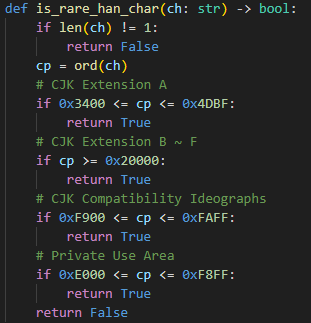 def is_rare_han_char(ch: str) -> bool:
    if len(ch) != 1:
        return False
    cp = ord(ch)
    # CJK Extension A
    if 0x3400 <= cp <= 0x4DBF:
        return True
    # CJK Extension B ~ F
    if cp >= 0x20000:
        return True
    # CJK Compatibility Ideographs
    if 0xF900 <= cp <= 0xFAFF:
        return True
    # Private Use Area
    if 0xE000 <= cp <= 0xF8FF:
        return True
    return False